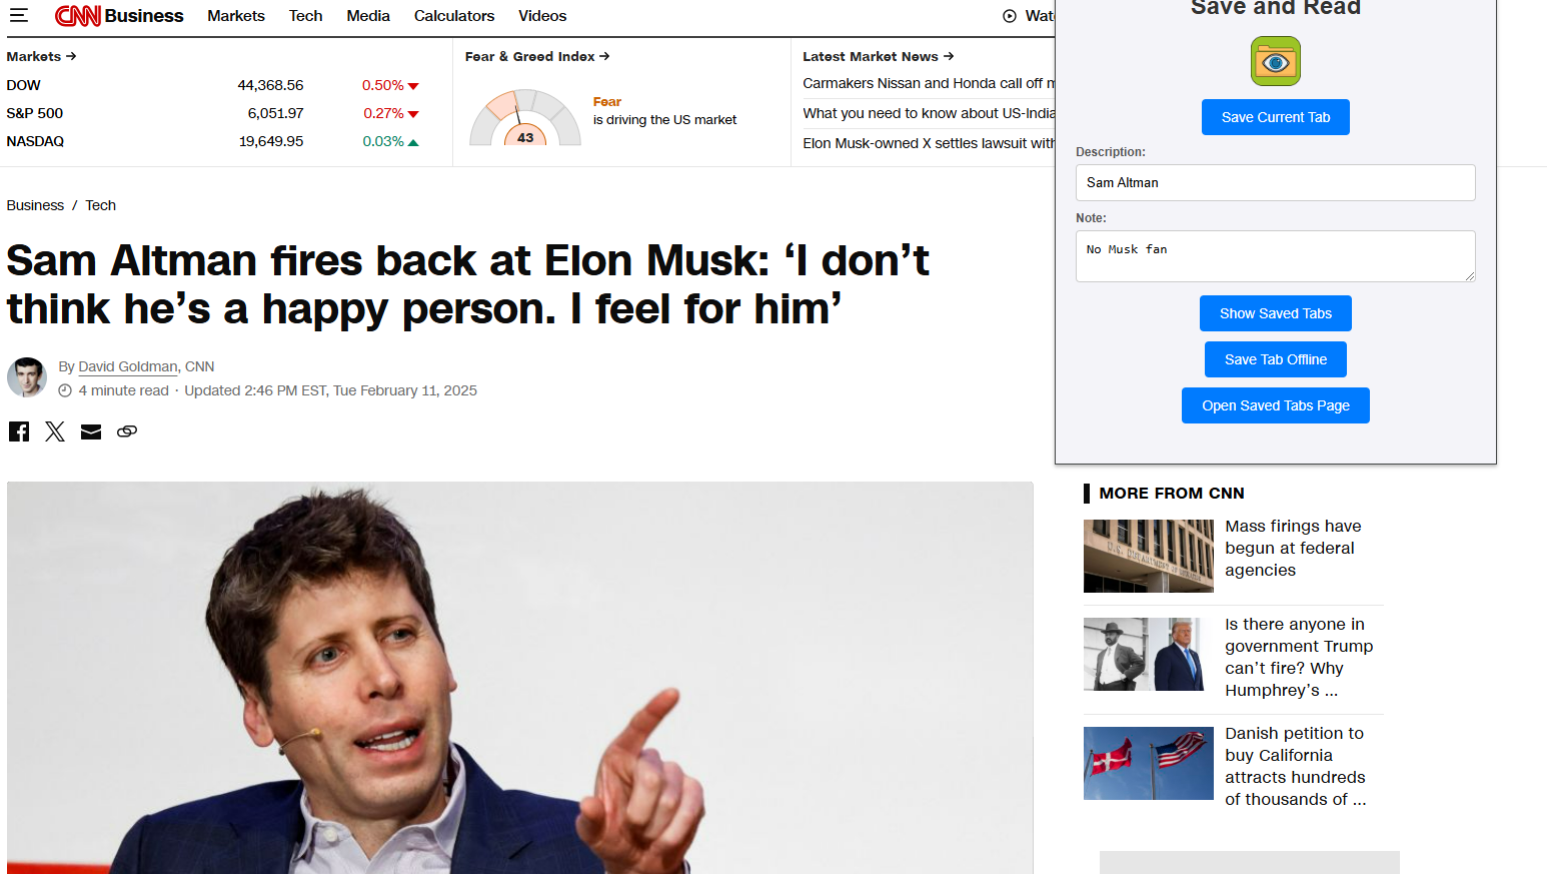 CNN Business Markets Tech Media Calculators Videos
Markets →
DOW 44,368.56 0.50%
S&P 500 6,051.97 0.27%
NASDAQ 19,649.95 0.03%
Fear & Greed Index →
43
Fear
is driving the US market
Latest Market News →
Carmakers Nissan and Honda call off
What you need to know about US-India
Elon Musk-owned X settles lawsuit with
Business / Tech
Sam Altman fires back at Elon Musk: ‘I don’t
think he’s a happy person. I feel for him’
By David Goldman, CNN
4 minute read · Updated 2:46 PM EST, Tue February 11, 2025
Save and Read
Save Current Tab
Description:
Sam Altman
Note:
No Musk fan
Show Saved Tabs
Save Tab Offline
Open Saved Tabs Page
MORE FROM CNN
Mass firings have
begun at federal
agencies
Is there anyone in
government Trump
can’t fire? Why
Humphrey’s ...
Danish petition to
buy California
attracts hundreds
of thousands of ...